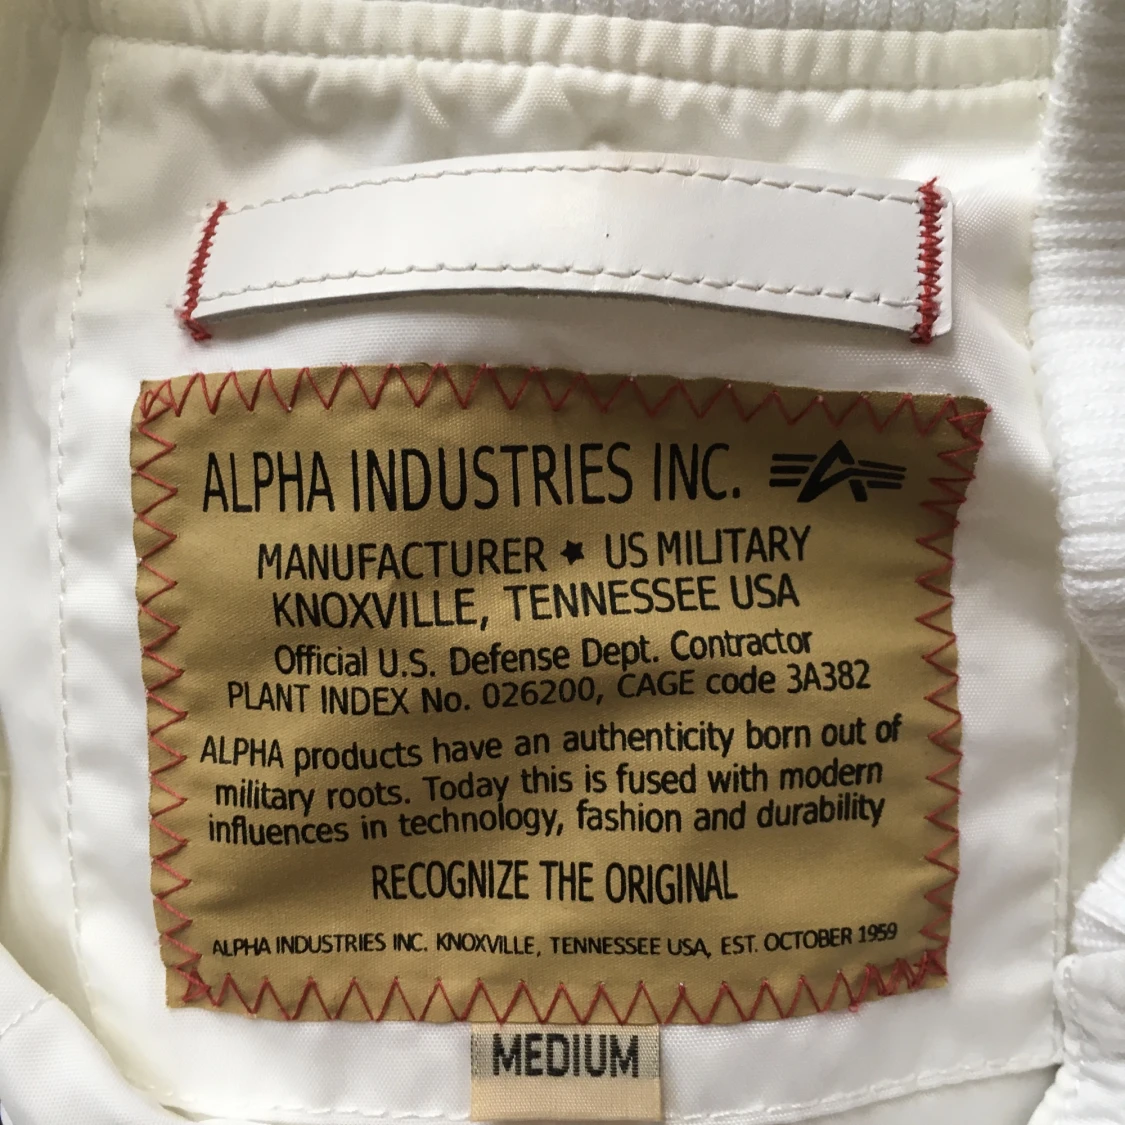 ALPHA INDUSTRIES INC.
MANUFACTURER ★ US MILITARY
KNOXVILLE, TENNESSEE USA
Official U.S. Defense Dept. Contractor
PLANT INDEX No. 026200, CAGE code 3A382
ALPHA products have an authenticity born out of
military roots. Today this is fused with modern
influences in technology, fashion and durability
RECOGNIZE THE ORIGINAL
ALPHA INDUSTRIES INC. KNOXVILLE, TENNESSEE USA, EST. OCTOBER 1959
MEDIUM